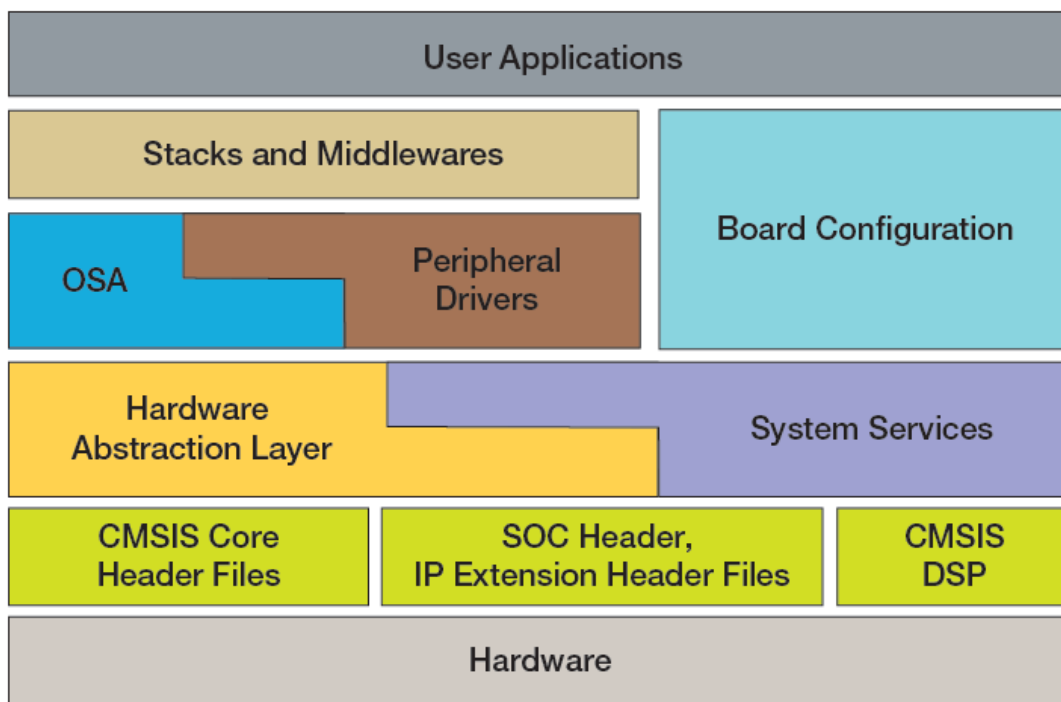 User Applications
Stacks and Middlewares
Board Configuration
OSA
Peripheral
Drivers
Hardware
Abstraction Layer
System Services
CMSIS Core
Header Files
SOC Header,
IP Extension Header Files
CMSIS
DSP
Hardware